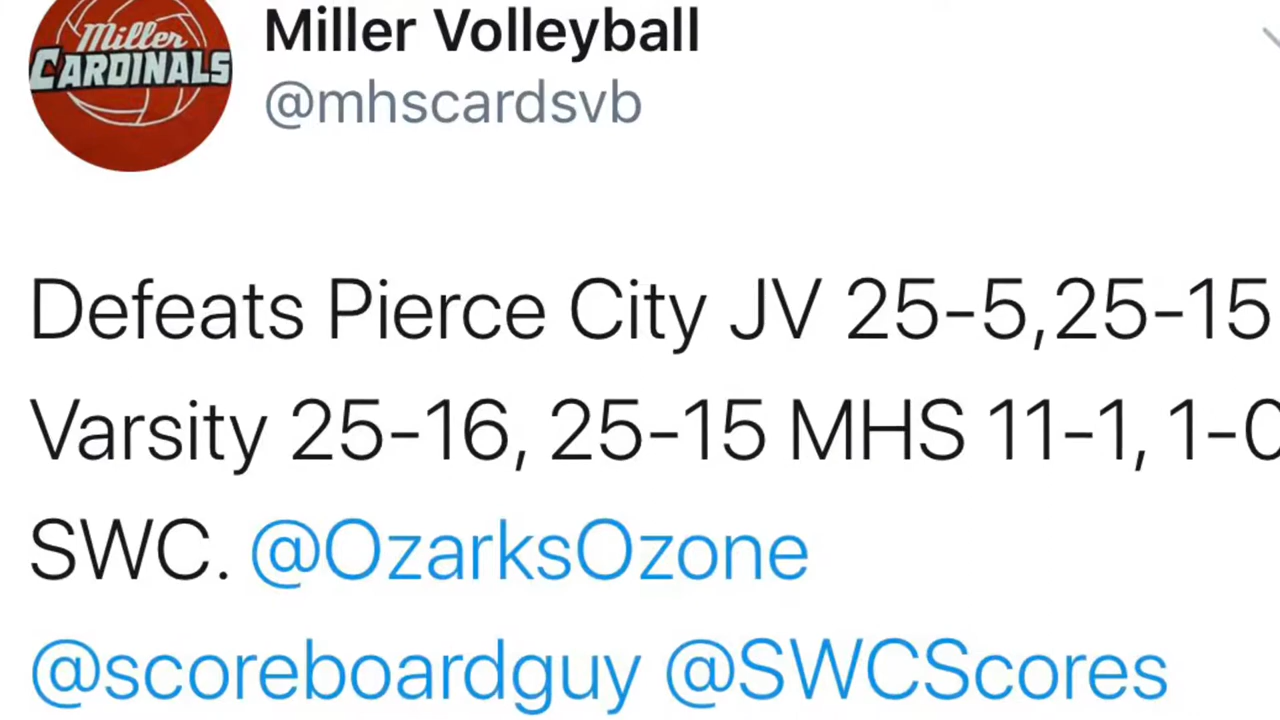 Miller
CARDINALS
Miller Volleyball
@mhscardsvb
Defeats Pierce City JV 25-5,25-15
Varsity 25-16, 25-15 MHS 11-1, 1-0
SWC. @OzarksOzone
@scoreboardguy @SWCScores